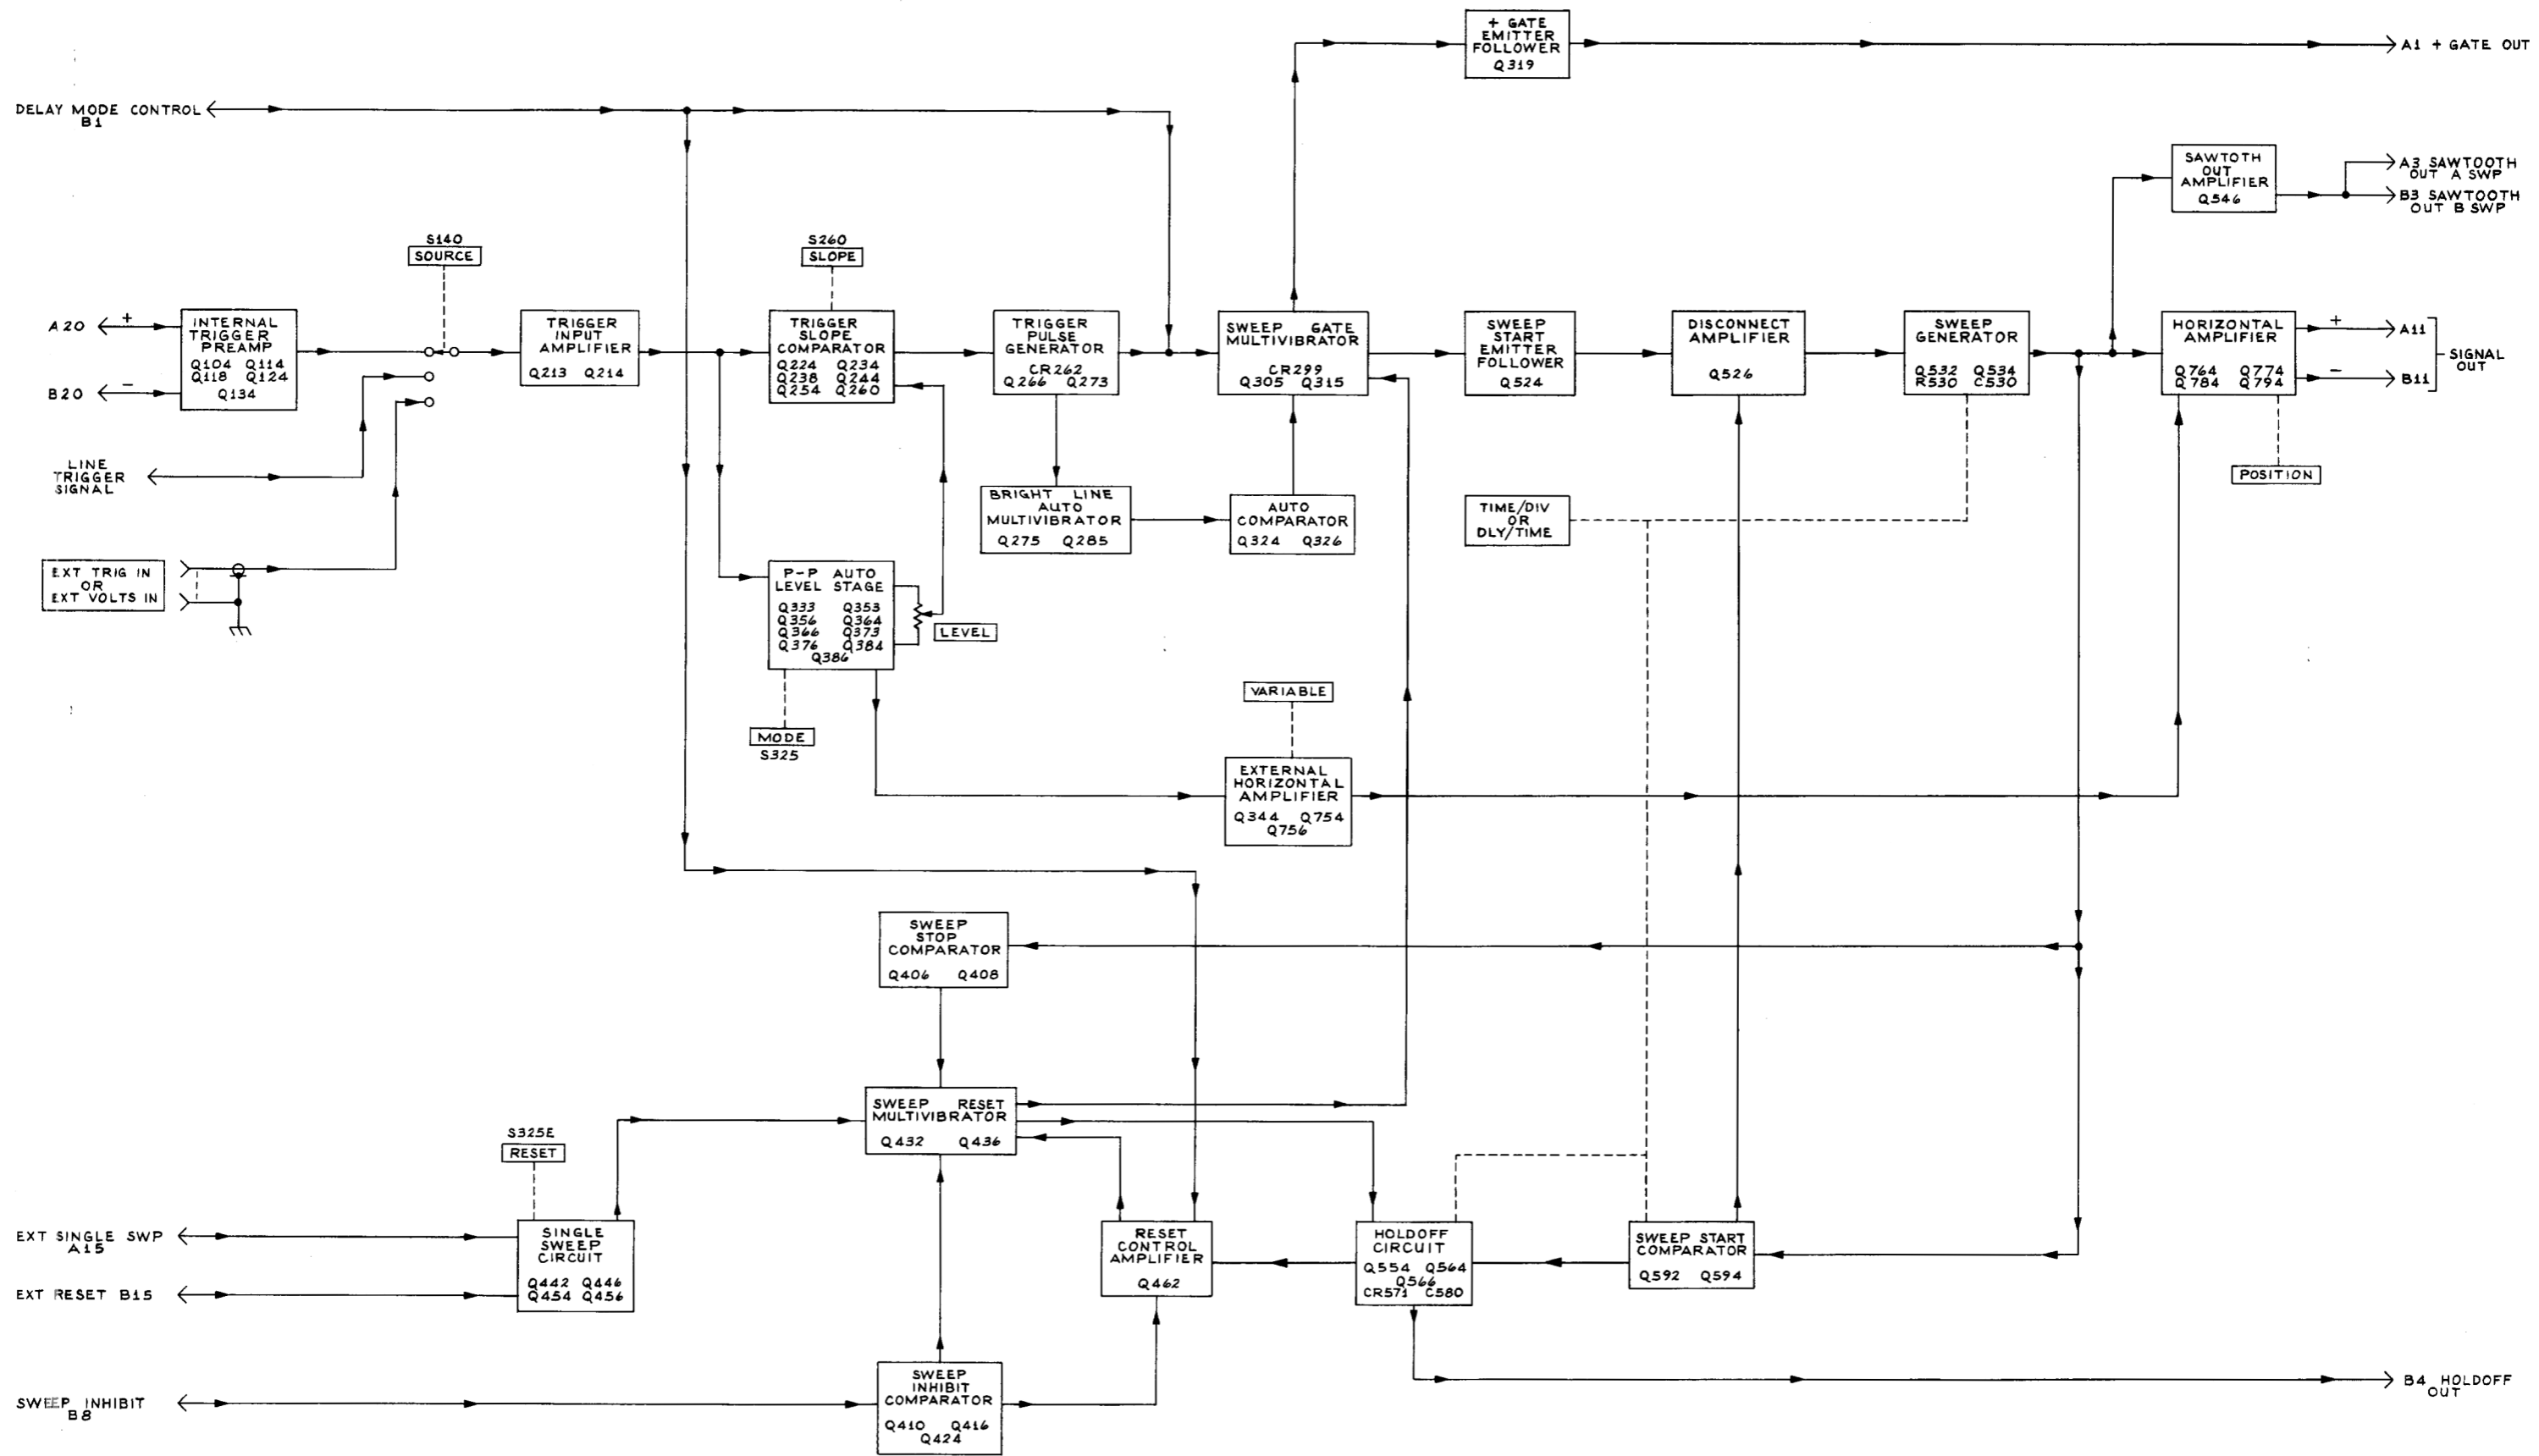 + GATE
EMITTER
FOLLOWER
Q319
A1 + GATE OUT
DELAY MODE CONTROL
B1
SAWTOTH
OUT
AMPLIFIER
Q546
A3 SAWTOOTH
OUT A SWP
B3 SAWTOOTH
OUT B SWP
S140
SOURCE
S260
SLOPE
A20
+
B20
−
INTERNAL
TRIGGER
PREAMP
Q104 Q114
Q118 Q124
Q134
TRIGGER
INPUT
AMPLIFIER
Q213 Q214
TRIGGER
SLOPE
COMPARATOR
Q224 Q234
Q238 Q244
Q254 Q260
TRIGGER
PULSE
GENERATOR
CR262
Q266 Q273
SWEEP GATE
MULTIVIBRATOR
CR299
Q305 Q315
SWEEP
START
EMITTER
FOLLOWER
Q524
DISCONNECT
AMPLIFIER
Q526
SWEEP
GENERATOR
Q532 Q534
R530 C530
HORIZONTAL
AMPLIFIER
Q764 Q774
Q784 Q794
+
A11
−
B11
SIGNAL
OUT
LINE
TRIGGER
SIGNAL
BRIGHT LINE
AUTO
MULTIVIBRATOR
Q275 Q285
AUTO
COMPARATOR
Q324 Q326
TIME/DIV
OR
DLY/TIME
POSITION
EXT TRIG IN
OR
EXT VOLTS IN
P-P AUTO
LEVEL STAGE
Q333 Q353
Q356 Q364
Q366 Q373
Q376 Q384
Q386
LEVEL
MODE
S325
VARIABLE
EXTERNAL
HORIZONTAL
AMPLIFIER
Q344 Q754
Q756
SWEEP
STOP
COMPARATOR
Q406 Q408
SWEEP RESET
MULTIVIBRATOR
Q432 Q436
S325E
RESET
EXT SINGLE SWP
A15
EXT RESET B15
SINGLE
SWEEP
CIRCUIT
Q442 Q446
Q454 Q456
RESET
CONTROL
AMPLIFIER
Q462
HOLDOFF
CIRCUIT
Q554 Q564
Q566
CR571 C580
SWEEP START
COMPARATOR
Q592 Q594
SWEEP INHIBIT
B8
SWEEP
INHIBIT
COMPARATOR
Q410 Q416
Q424
B4 HOLDOFF
OUT